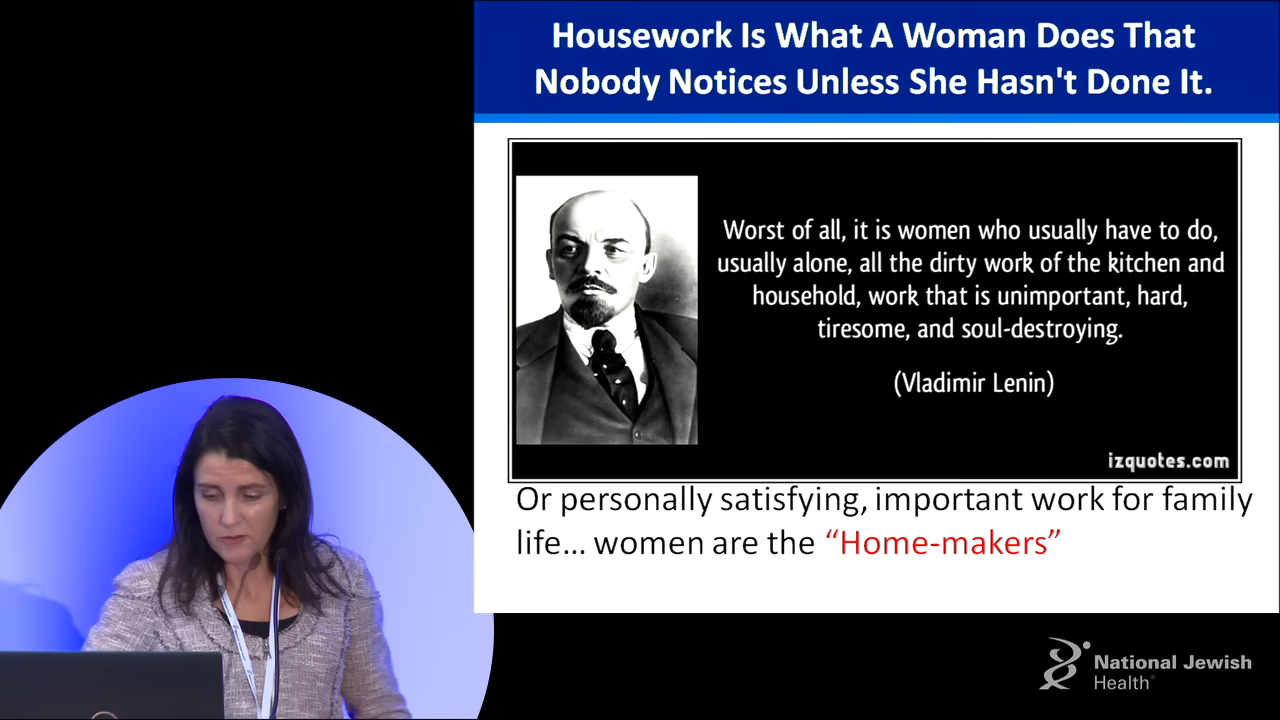 Housework Is What A Woman Does That
Nobody Notices Unless She Hasn't Done It.
Worst of all, it is women who usually have to do,
usually alone, all the dirty work of the kitchen and
household, work that is unimportant, hard,
tiresome, and soul-destroying.
(Vladimir Lenin)
izquotes.com
Or personally satisfying, important work for family
life... women are the “Home-makers”
National Jewish
Health®